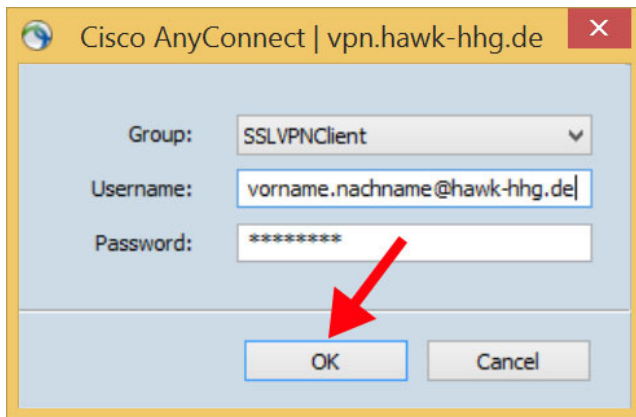 Cisco AnyConnect | vpn.hawk-hhg.de
Group: SSLVPNClient
Username: vorname.nachname@hawk-hhg.de
Password: ********
OK Cancel